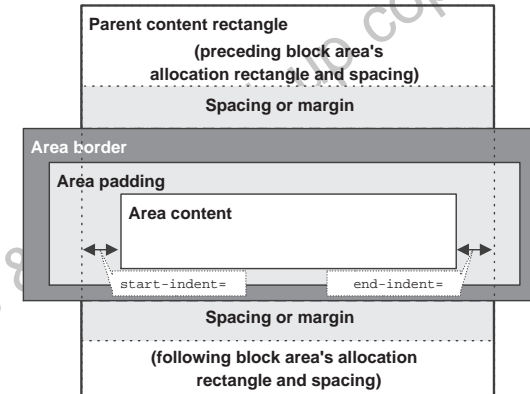 Parent content rectangle
(preceding block area's
allocation rectangle and spacing)
Spacing or margin
Area border
Area padding
Area content
start-indent= end-indent=
Spacing or margin
(following block area's allocation
rectangle and spacing)